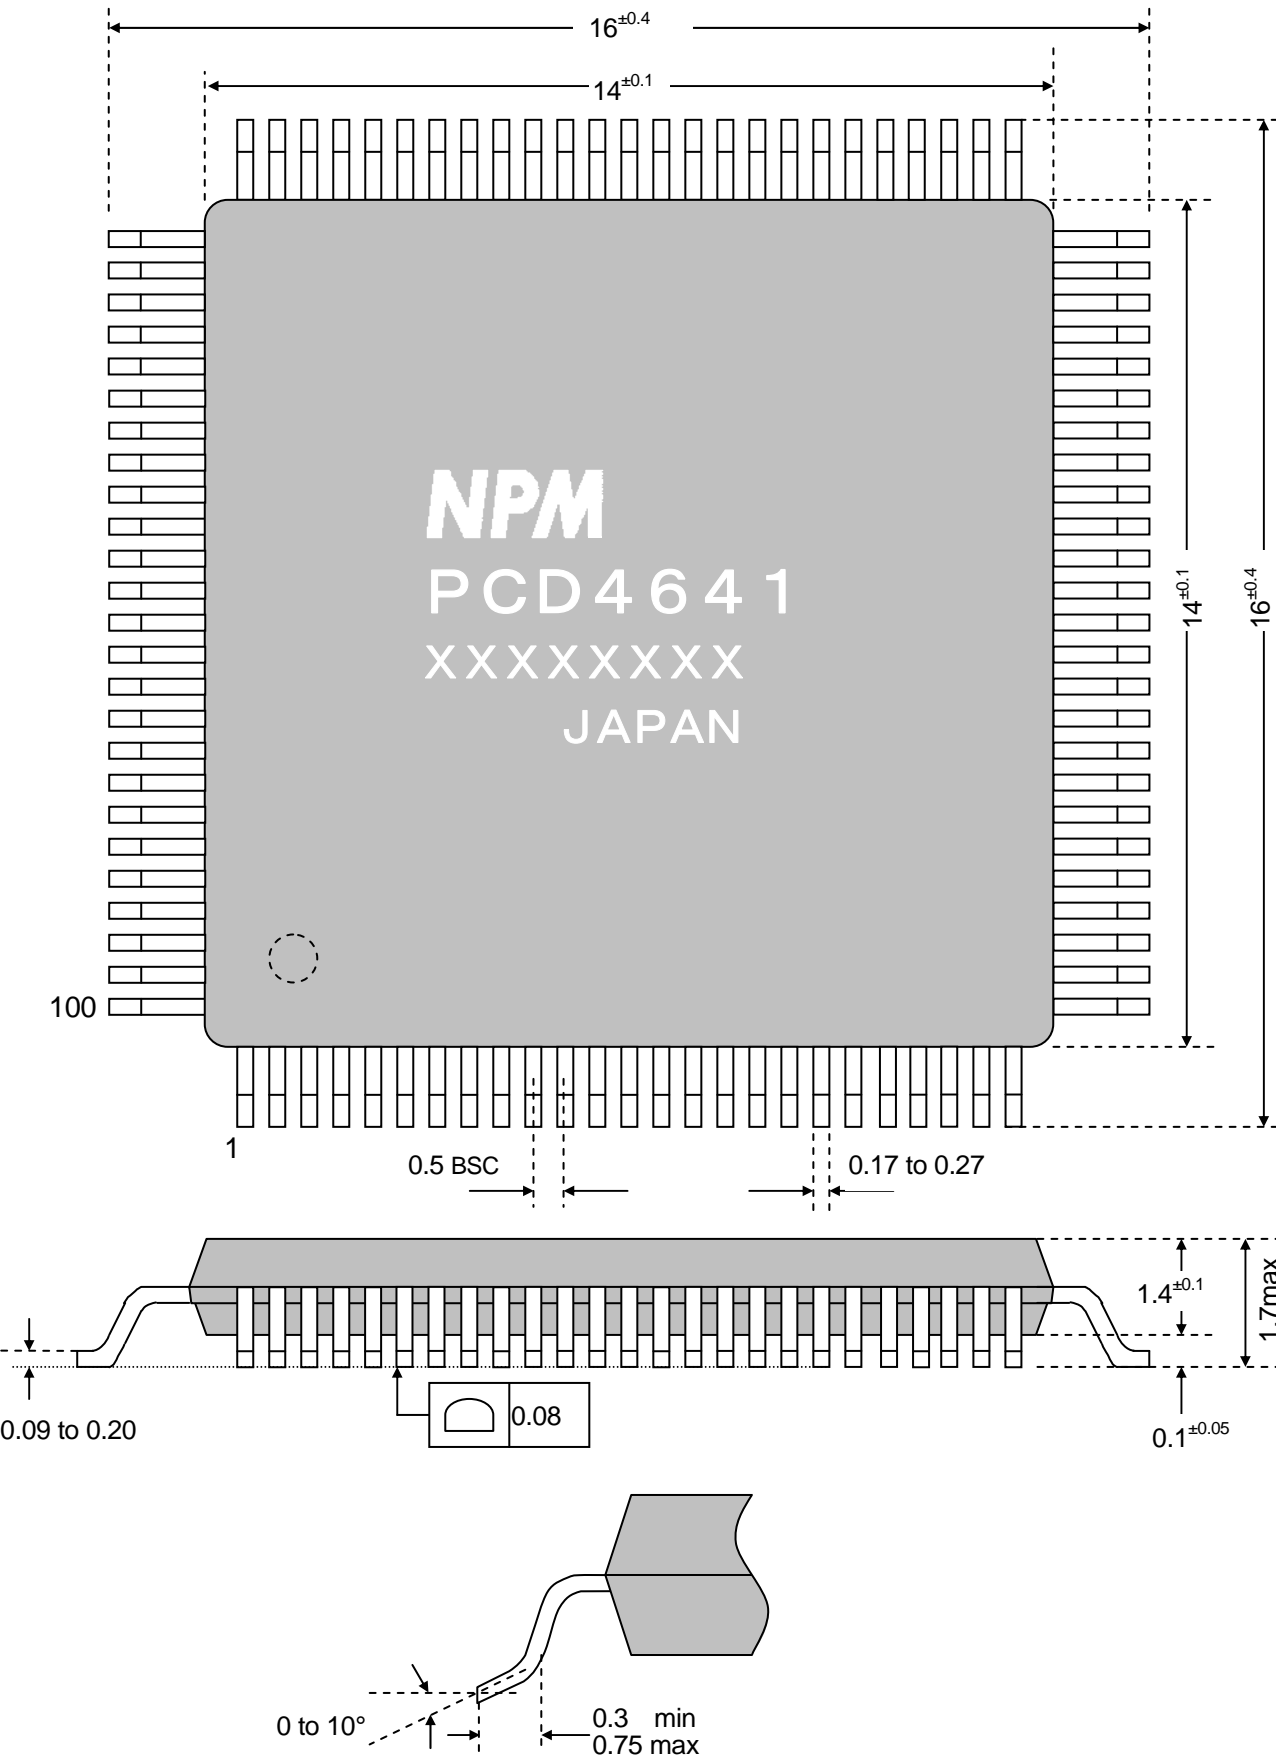 16±0.4
14±0.1
NPM
PCD4641
XXXXXXXX
JAPAN
14±0.1
16±0.4
100
1
0.5 BSC
0.17 to 0.27
1.4±0.1
1.7max
0.09 to 0.20
0.08
0.1±0.05
0 to 10°
0.3 min
0.75 max